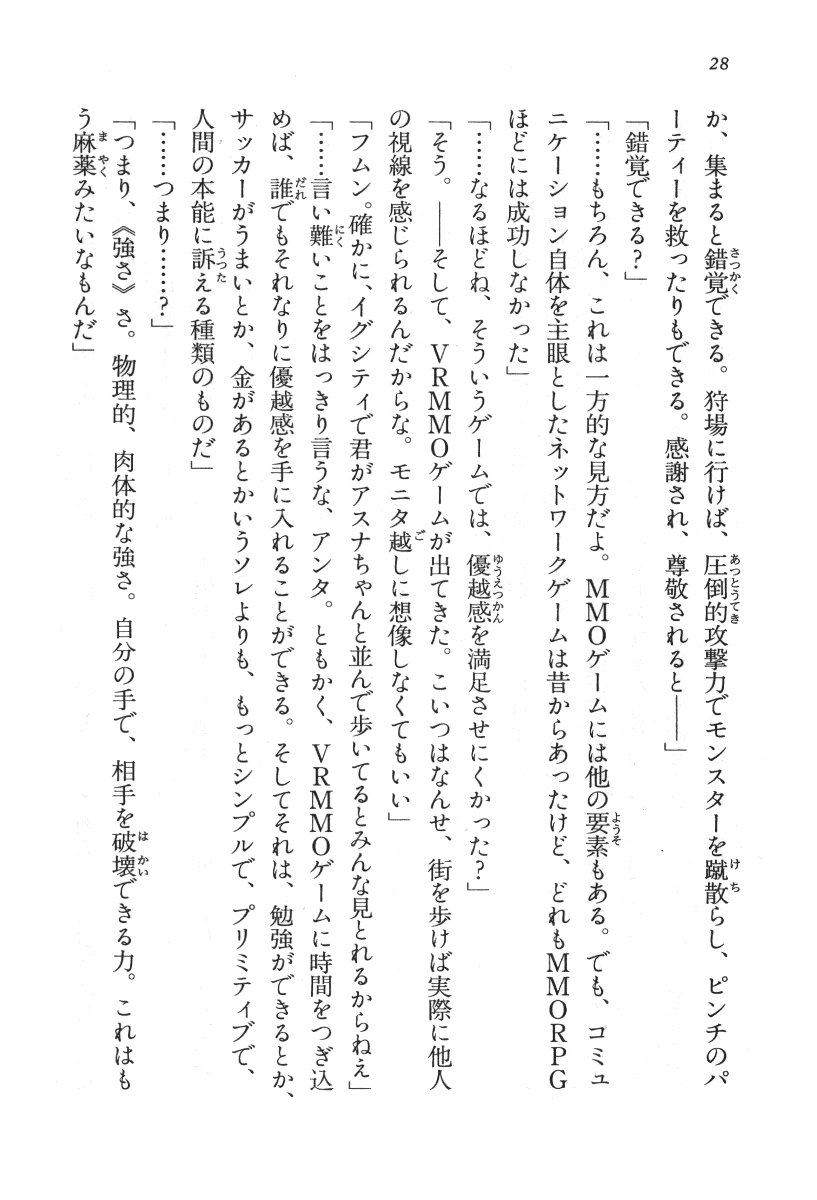 28
か、集まると錯覚できる。狩場に行けば、圧倒的攻撃力でモンスターを蹴散らし、ピンチのパ
ーティーを救ったりもできる。感謝され、尊敬されると――」
「錯覚できる?」
「……もちろん、これは一方的な見方だよ。MMOゲームには他の要素もある。でも、コミュ
ニケーション自体を主眼としたネットワークゲームは昔からあったけど、どれもMMORPG
ほどには成功しなかった」
「……なるほどね、そういうゲームでは、優越感を満足させにくかった?」
「そう。――そして、VRMMOゲームが出てきた。こいつはなんせ、街を歩けば実際に他人
の視線を感じられるんだからな。モニタ越しに想像しなくてもいい」
「フムン。確かに、イグシティで君がアスナちゃんと並んで歩いてるとみんな見とれるからねえ」
「……言い難いことをはっきり言うな、アンタ。ともかく、VRMMOゲームに時間をつぎ込
めば、誰でもそれなりに優越感を手に入れることができる。そしてそれは、勉強ができるとか、
サッカーがうまいとか、金があるとかいうソレよりも、もっとシンプルで、プリミティブで、
人間の本能に訴える種類のものだ」
「……つまり……?」
「つまり、《強さ》さ。物理的、肉体的な強さ。自分の手で、相手を破壊できる力。これはも
う麻薬みたいなもんだ」